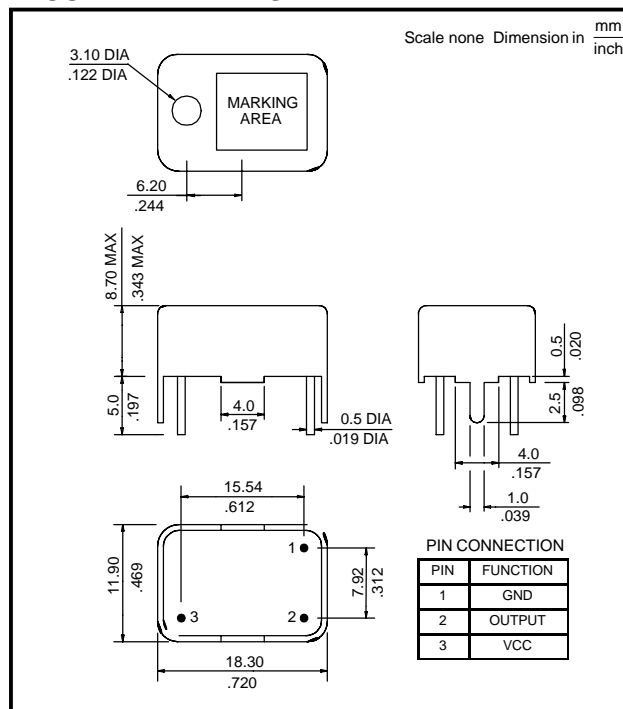 Scale none Dimension in mm
inch
3.10 DIA
.122 DIA
MARKING
AREA
6.20
.244
8.70 MAX
.343 MAX
5.0
.197
4.0
.157
0.5 DIA
.019 DIA
0.5
.020
2.5
.098
4.0
.157
1.0
.039
15.54
.612
11.90
.469
1
3
2
7.92
.312
18.30
.720
PIN CONNECTION
PIN FUNCTION
1 GND
2 OUTPUT
3 VCC